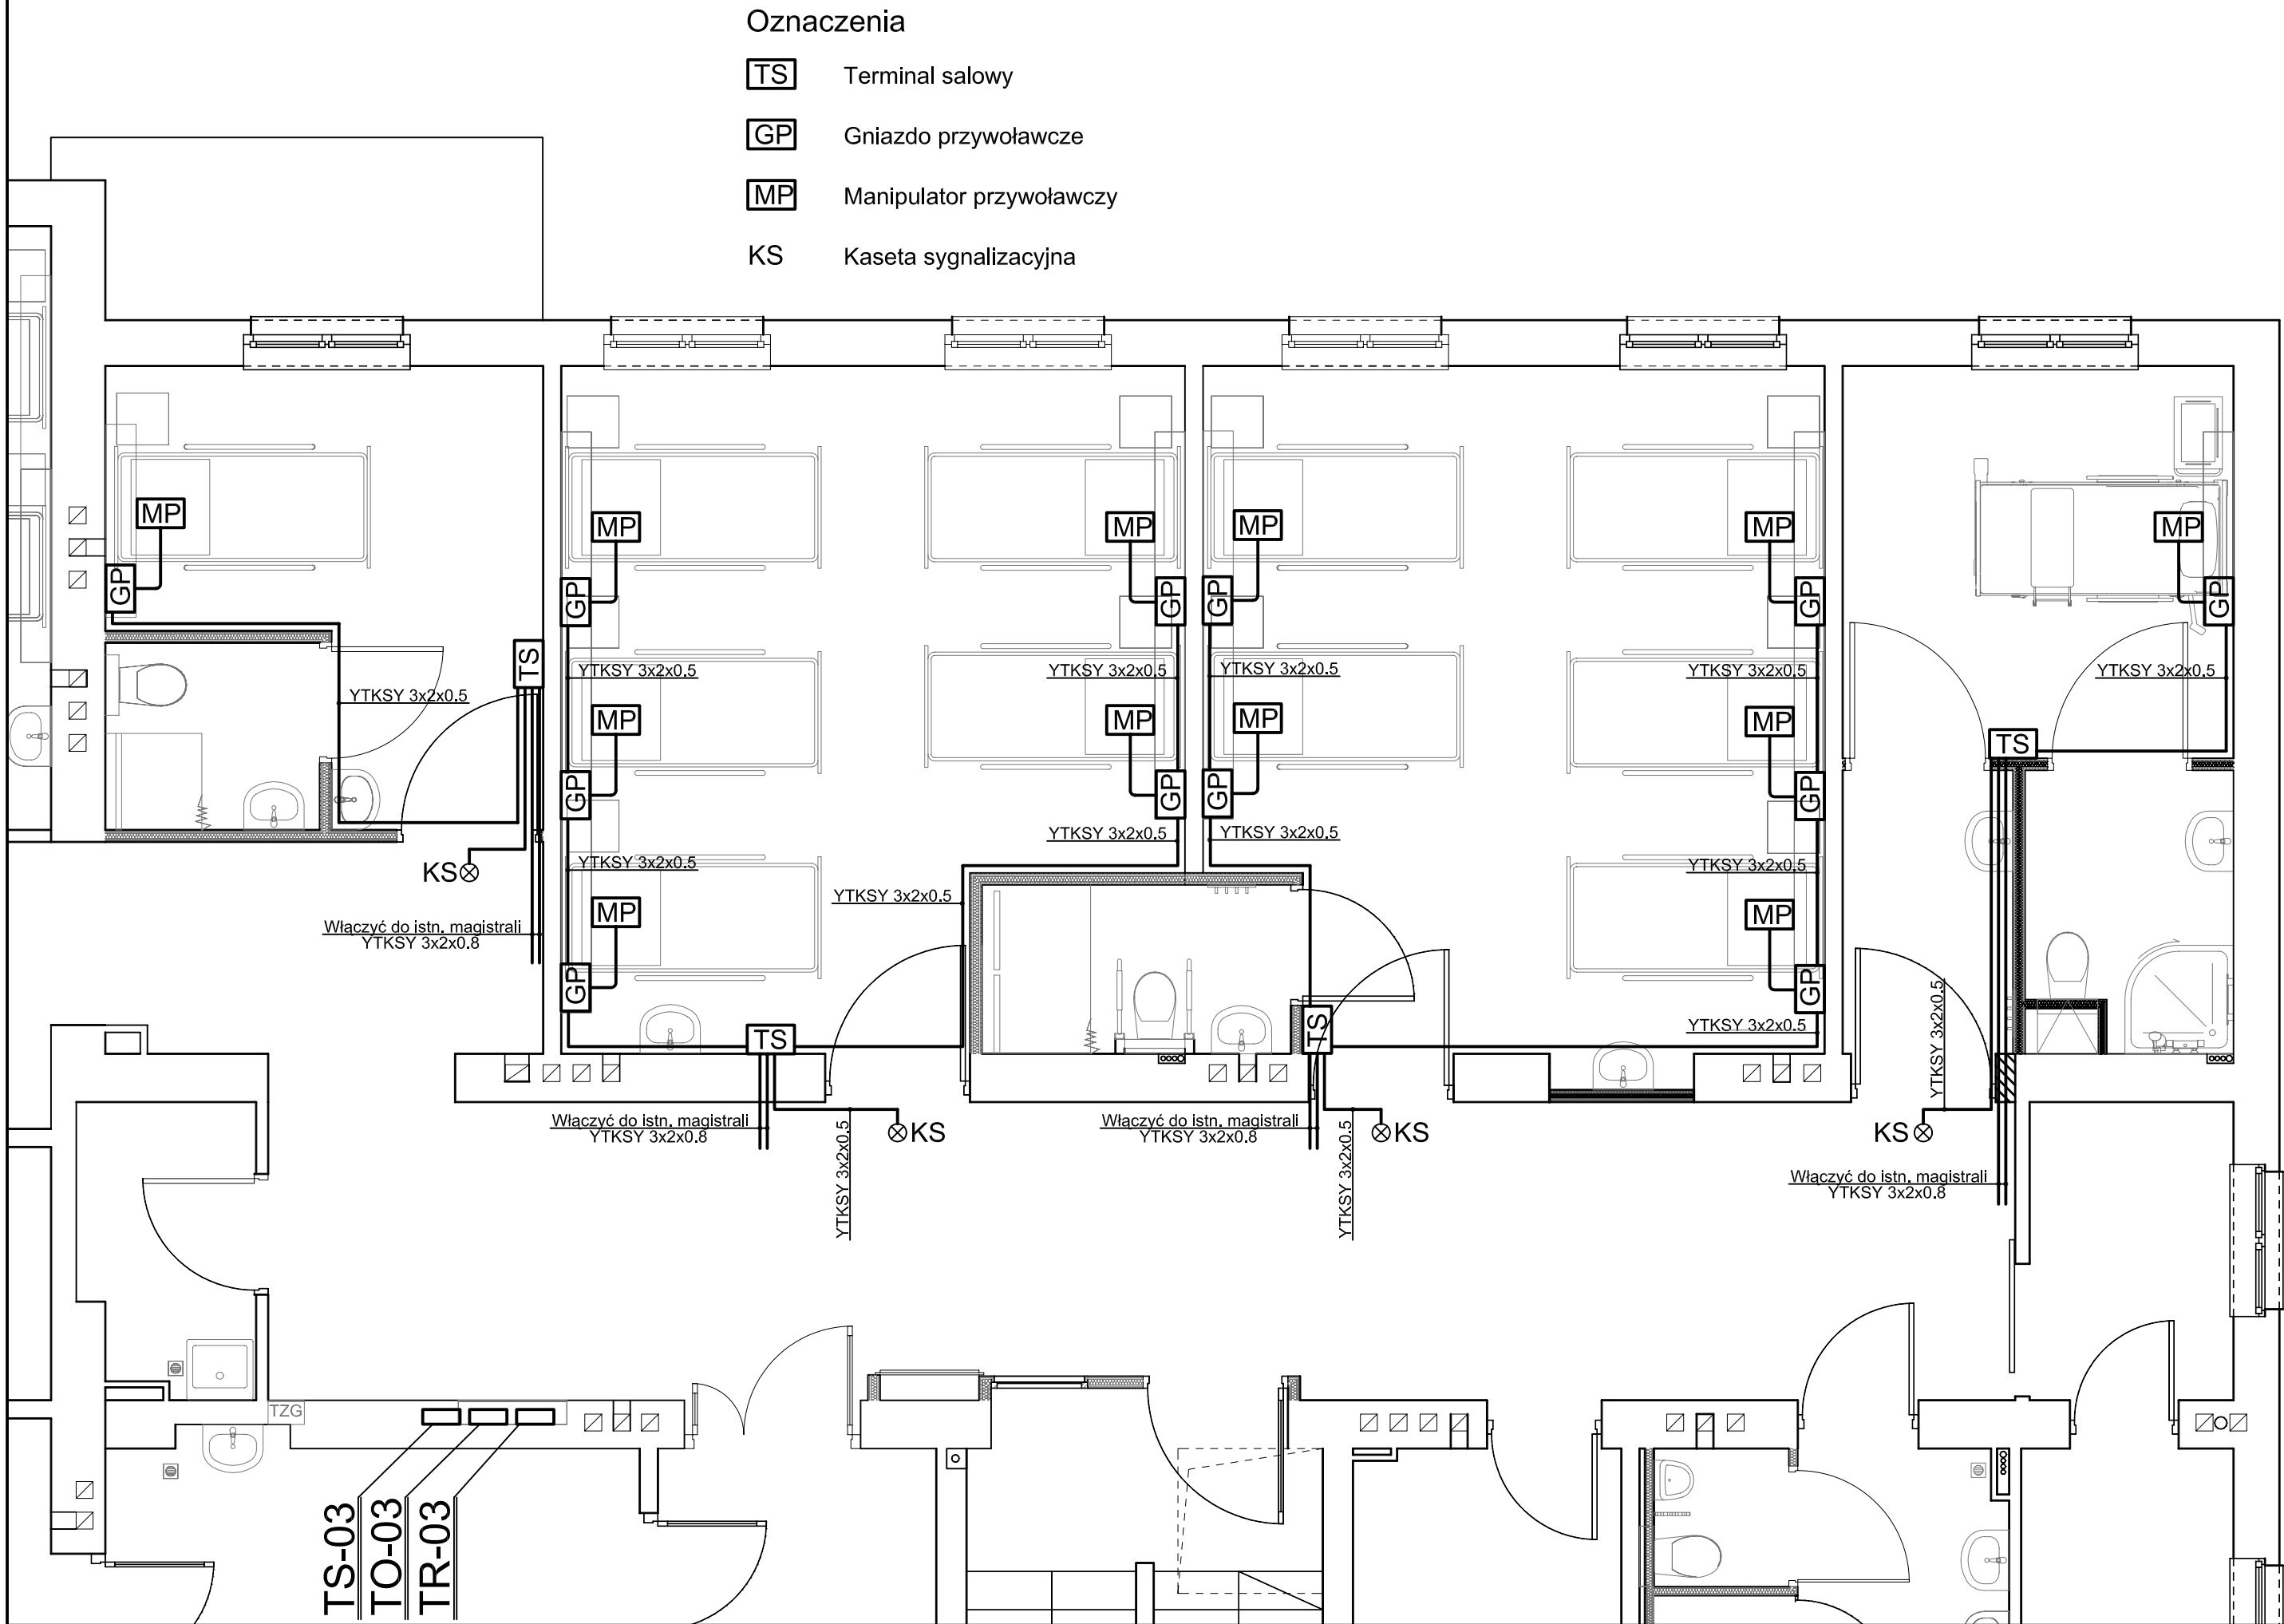 Oznaczenia
TS Terminal salowy
GP Gniazdo przywoławcze
MP Manipulator przywoławczy
KS Kaseta sygnalizacyjna
MP
MP
MP
MP
MP
MP
GP
GP
GP
GP
GP
GP
TS
YTKSY 3x2x0.5
YTKSY 3x2x0.5
YTKSY 3x2x0.5
YTKSY 3x2x0.5
YTKSY 3x2x0.5
YTKSY 3x2x0.5
MP
MP
MP
MP
TS
GP
GP
GP
GP
YTKSY 3x2x0.5
YTKSY 3x2x0.5
YTKSY 3x2x0.5
YTKSY 3x2x0.5
KS
YTKSY 3x2x0.5
MP
MP
Włączyć do istn. magistrali
YTKSY 3x2x0.8
GP
GP
TS
TS
YTKSY 3x2x0.5
YTKSY 3x2x0.5
Włączyć do istn. magistrali
YTKSY 3x2x0.8
YTKSY 3x2x0.5
KS
Włączyć do istn. magistrali
YTKSY 3x2x0.8
YTKSY 3x2x0.5
KS
KS
Włączyć do istn. magistrali
YTKSY 3x2x0.8
TZG
TS-03
TO-03
TR-03